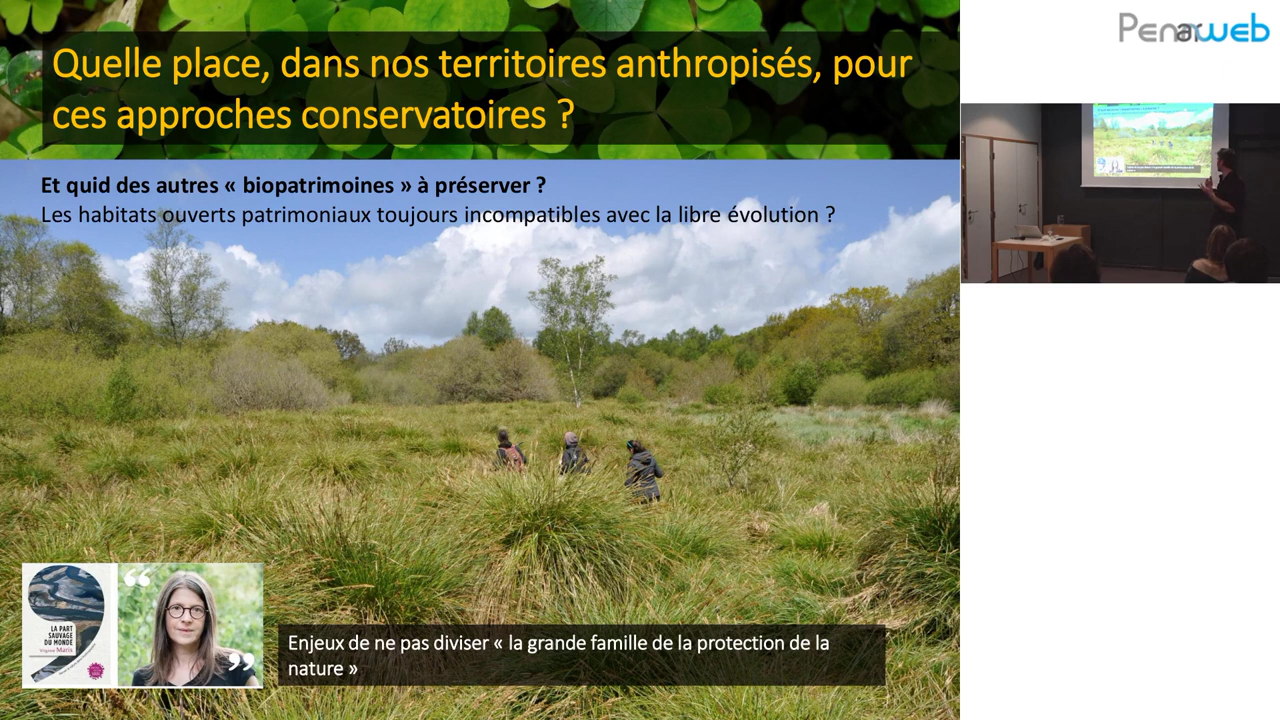 Quelle place, dans nos territoires anthropisés, pour
ces approches conservatoires ?
Et quid des autres « biopatrimoines » à préserver ?
Les habitats ouverts patrimoniaux toujours incompatibles avec la libre évolution ?
LA PART
SAUVAGE
DU MONDE
Virginie Maris
Enjeux de ne pas diviser « la grande famille de la protection de la
nature »
Penarweb